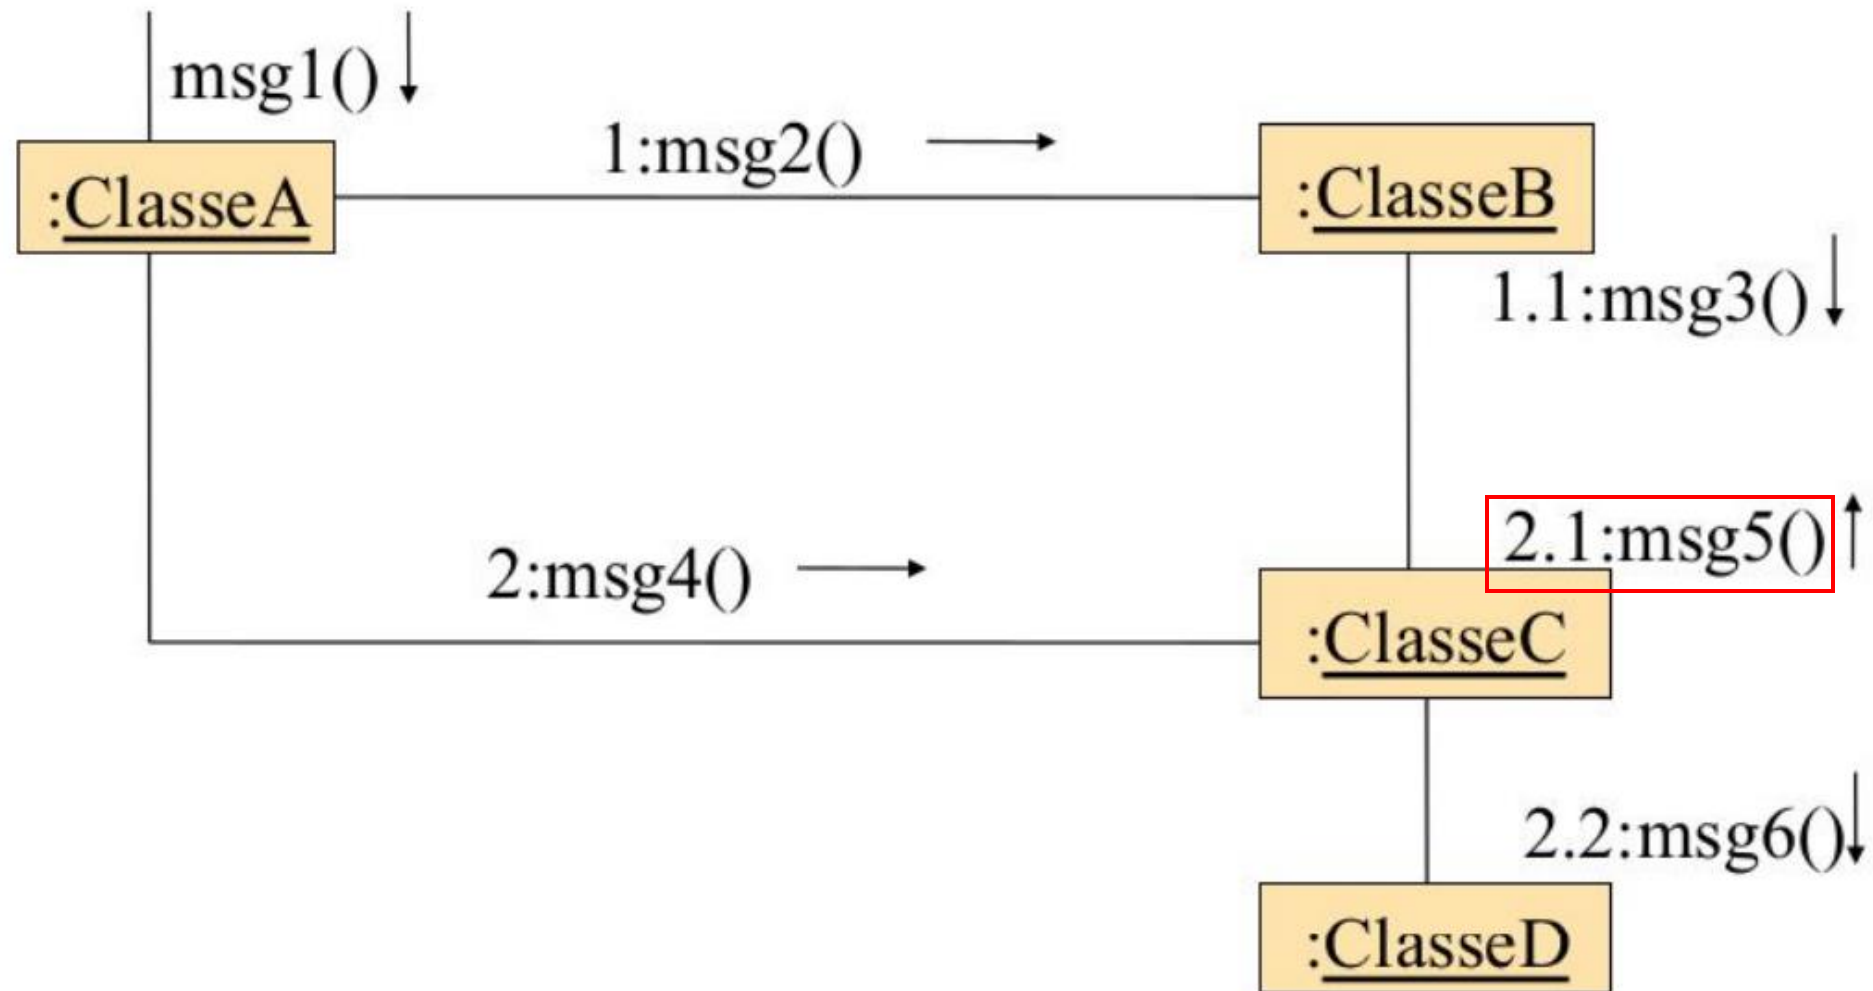 msg1()
1:msg2()
:ClasseA
:ClasseB
1.1:msg3()
2.1:msg5()
2:msg4()
:ClasseC
2.2:msg6()
:ClasseD